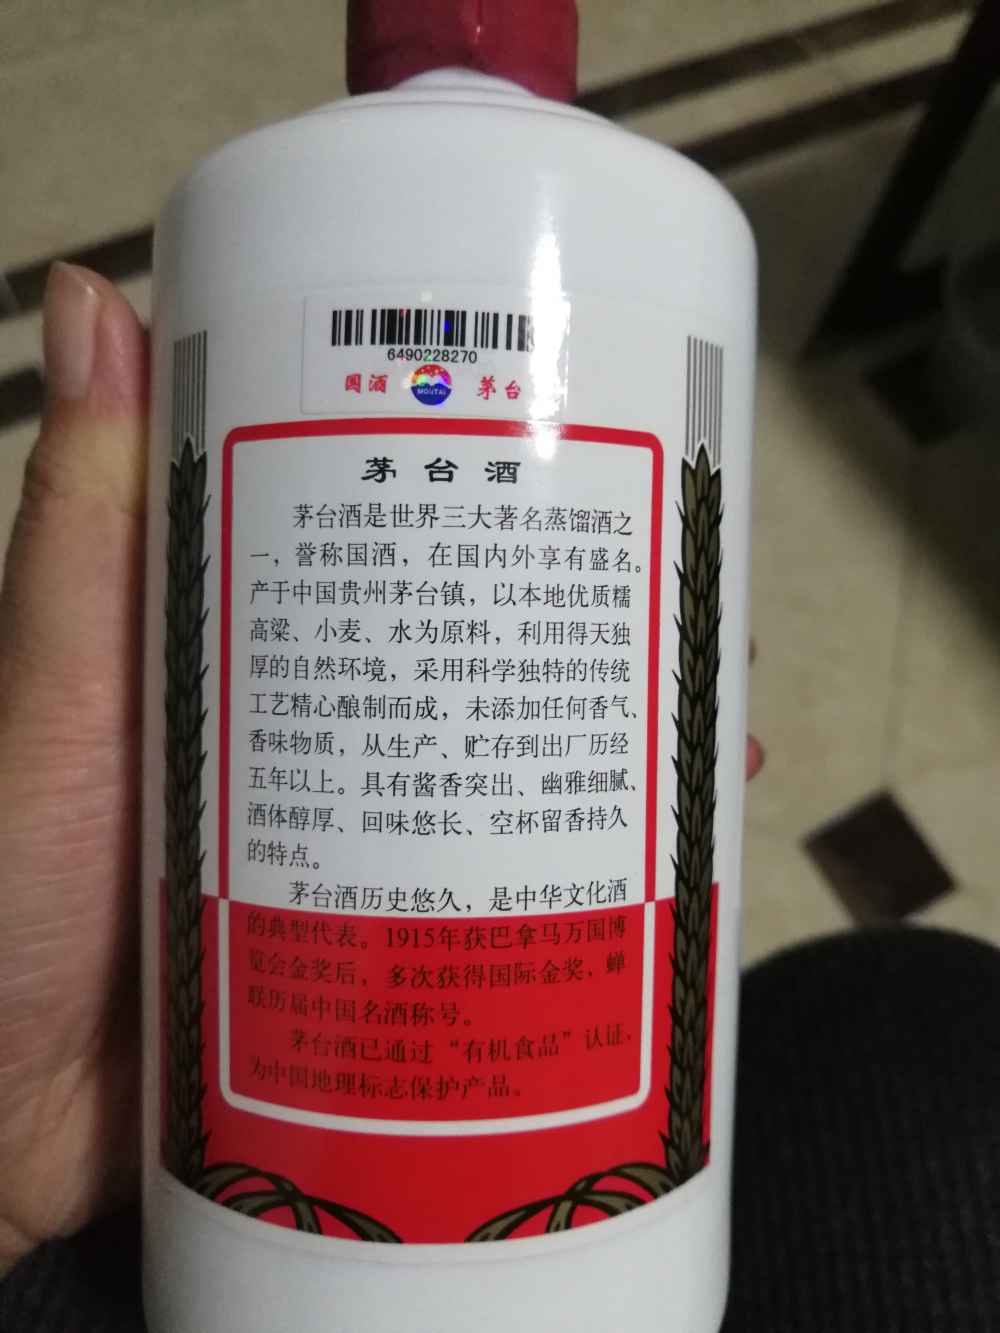 6490228270
国酒 MOUTAI 茅台
茅台酒
茅台酒是世界三大著名蒸馏酒之
一，誉称国酒，在国内外享有盛名。
产于中国贵州茅台镇，以本地优质糯
高粱、小麦、水为原料，利用得天独
厚的自然环境，采用科学独特的传统
工艺精心酿制而成，未添加任何香气、
香味物质，从生产、贮存到出厂历经
五年以上。具有酱香突出、幽雅细腻、
酒体醇厚、回味悠长、空杯留香持久
的特点。
茅台酒历史悠久，是中华文化酒
的典型代表。1915年获巴拿马万国博
览会金奖后，多次获得国际金奖，蝉
联历届中国名酒称号。
茅台酒已通过“有机食品”认证，
为中国地理标志保护产品。